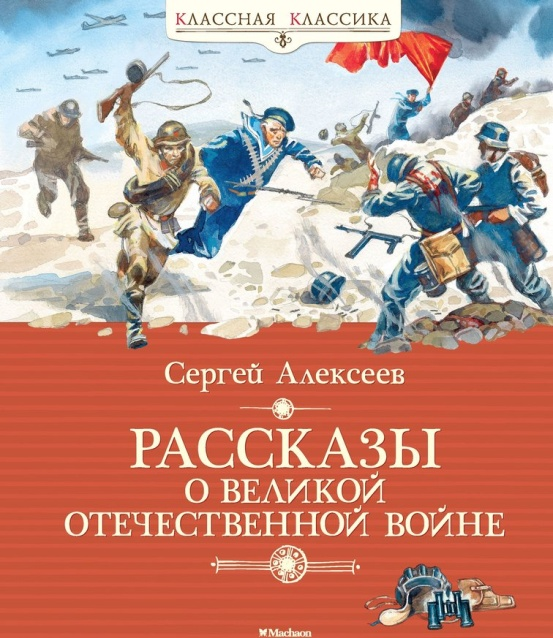 Классная Классика
Сергей Алексеев
Рассказы
о великой
отечественной войне
Machaon